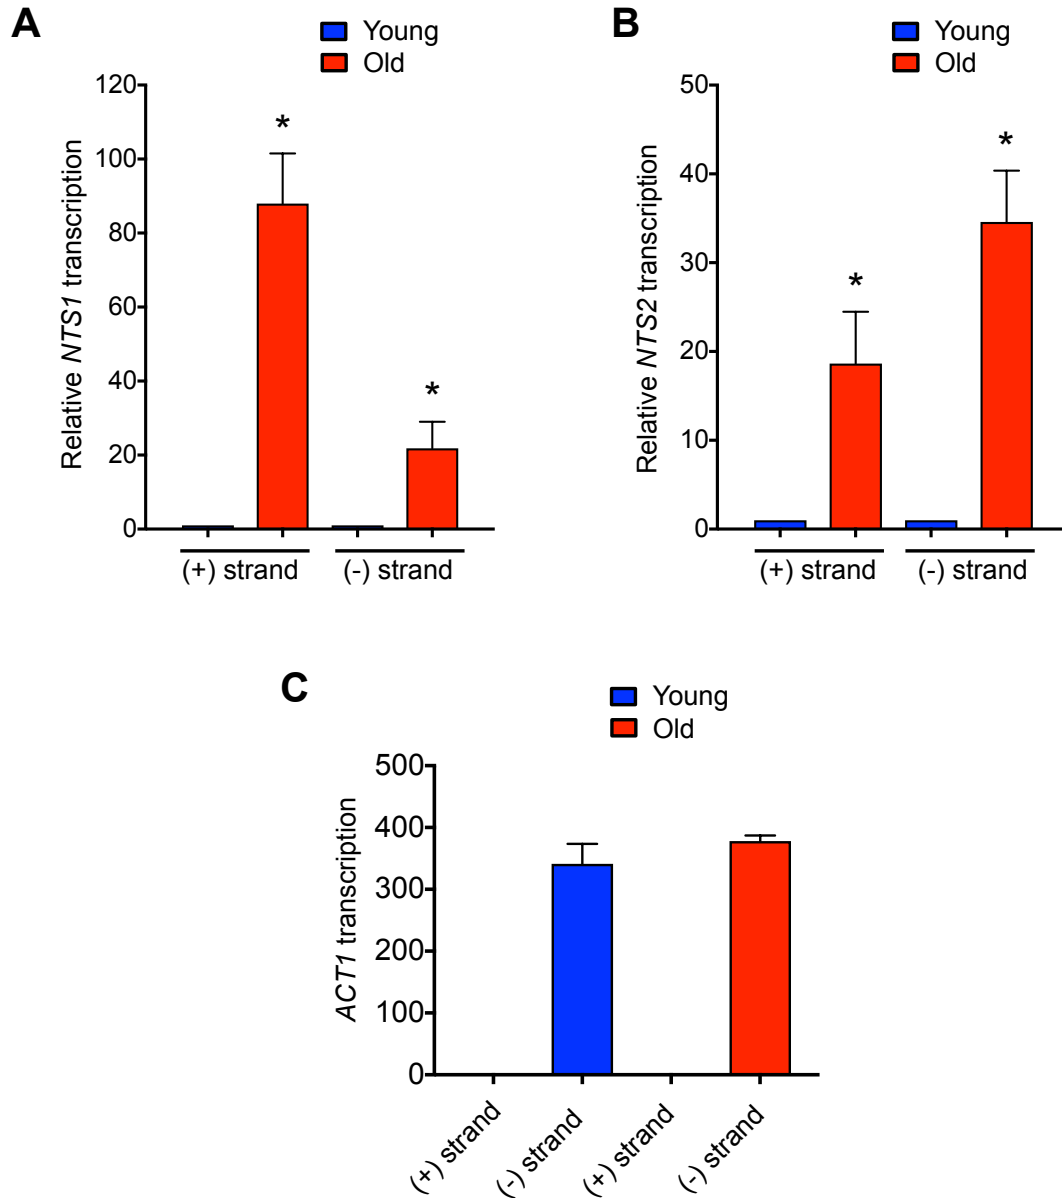 A
Young
Old
Relative NTS1 transcription
120
100
80
60
40
20
0
*
*
(+) strand
(-) strand
B
Young
Old
Relative NTS2 transcription
50
40
30
20
10
0
*
*
(+) strand
(-) strand
C
Young
Old
ACT1 transcription
500
400
300
200
100
0
(+) strand
(-) strand
(+) strand
(-) strand